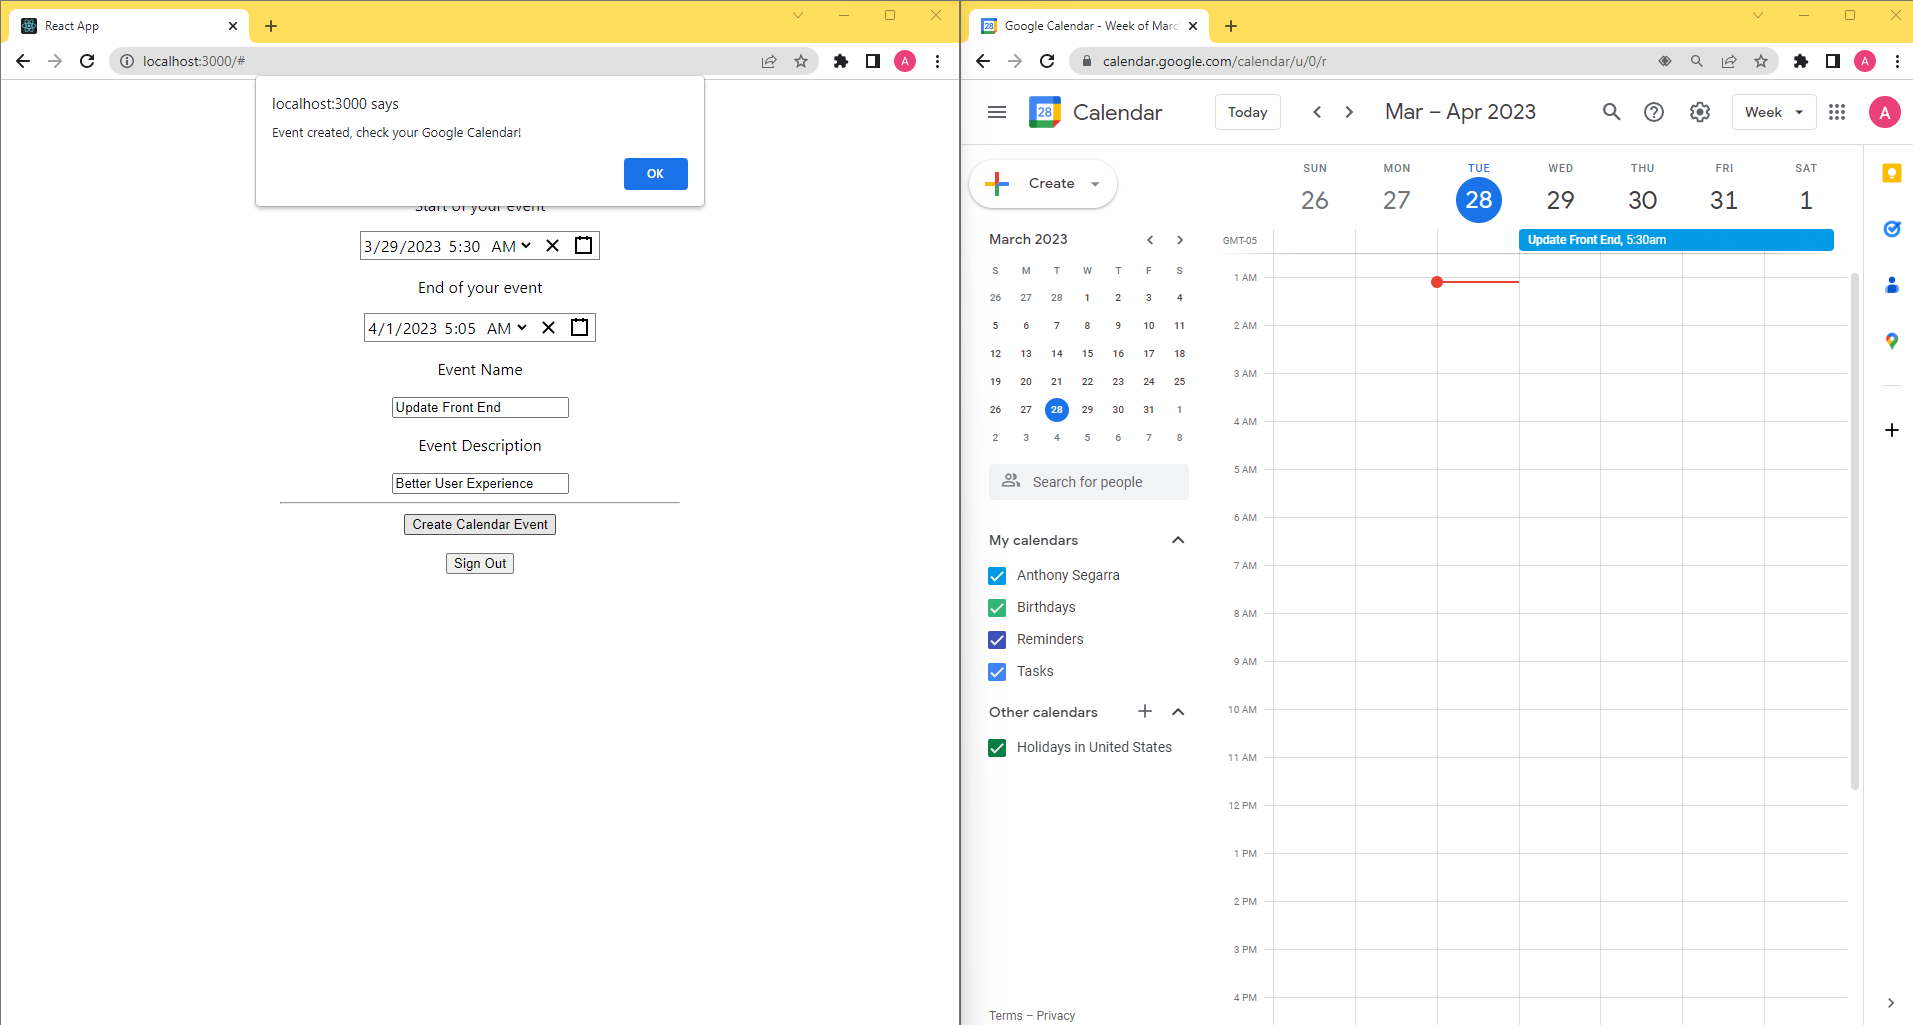 React App
localhost:3000/#
localhost:3000 says
Event created, check your Google Calendar!
OK
Start of your event
3/29/2023 5:30 AM
End of your event
4/1/2023 5:05 AM
Event Name
Update Front End
Event Description
Better User Experience
Create Calendar Event
Sign Out
Google Calendar - Week of Marc
calendar.google.com/calendar/u/0/r
A
28 Calendar Today Mar – Apr 2023 Week A
Create
SUN MON TUE WED THU FRI SAT
26 27 28 29 30 31 1
March 2023
GMT-05 Update Front End, 5:30am
S M T W T F S
26 27 28 1 2 3 4
5 6 7 8 9 10 11
12 13 14 15 16 17 18
19 20 21 22 23 24 25
26 27 28 29 30 31 1
2 3 4 5 6 7 8
Search for people
My calendars
Anthony Segarra
Birthdays
Reminders
Tasks
Other calendars
Holidays in United States
Terms – Privacy
1 AM
2 AM
3 AM
4 AM
5 AM
6 AM
7 AM
8 AM
9 AM
10 AM
11 AM
12 PM
1 PM
2 PM
3 PM
4 PM